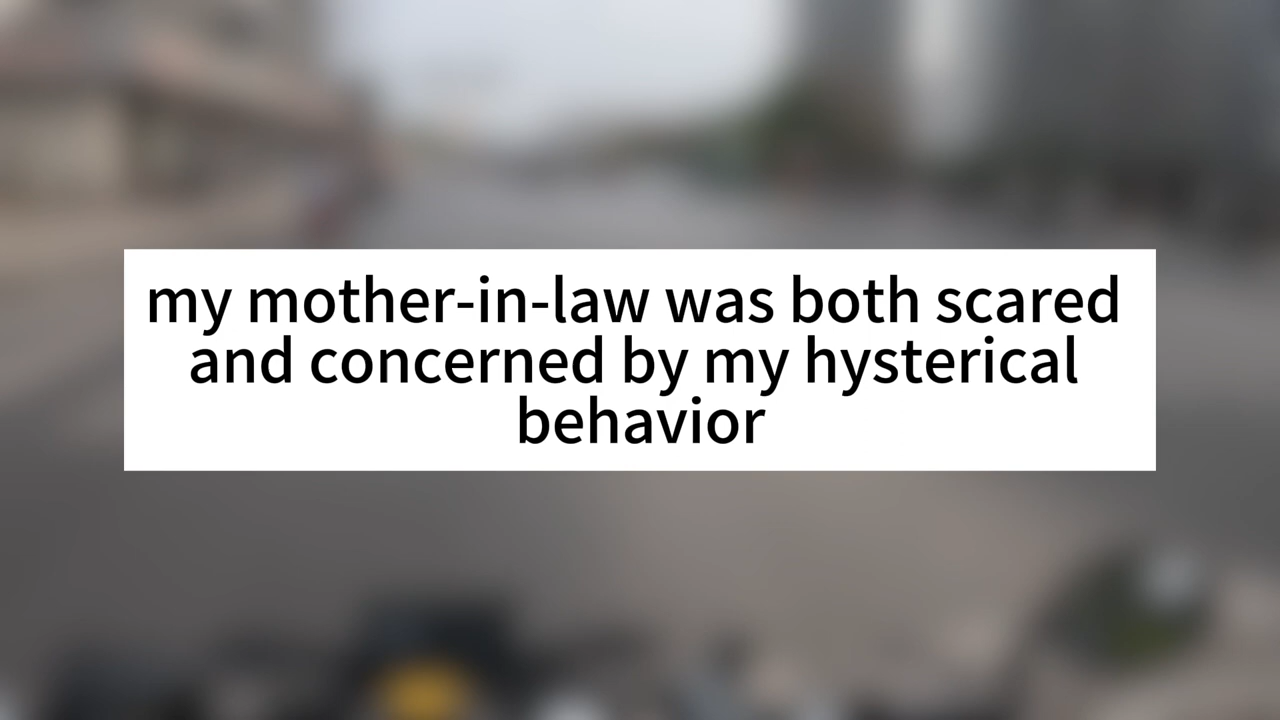 my mother-in-law was both scared
and concerned by my hysterical
behavior